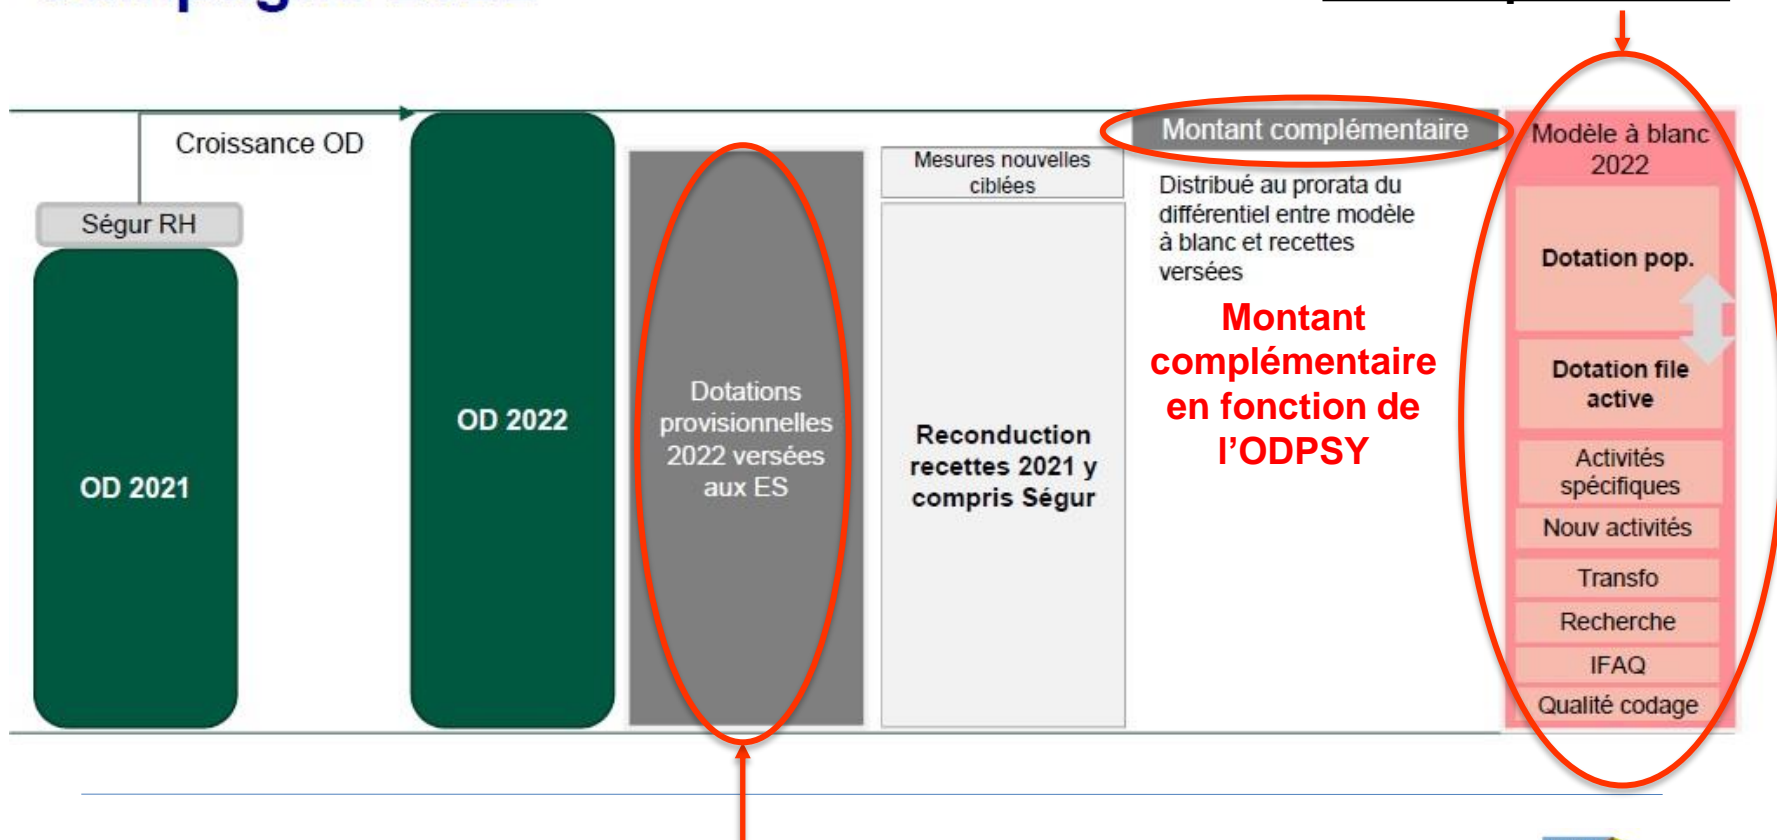 Croissance OD
Ségur RH
OD 2021
OD 2022
Dotations
provisionnelles
2022 versées
aux ES
Mesures nouvelles
ciblées
Reconduction
recettes 2021 y
compris Ségur
Montant complémentaire
Distribué au prorata du
différentiel entre modèle
à blanc et recettes
versées
Montant
complémentaire
en fonction de
l’ODPSY
Modèle à blanc
2022
Dotation pop.
Dotation file
active
Activités
spécifiques
Nouv activités
Transfo
Recherche
IFAQ
Qualité codage